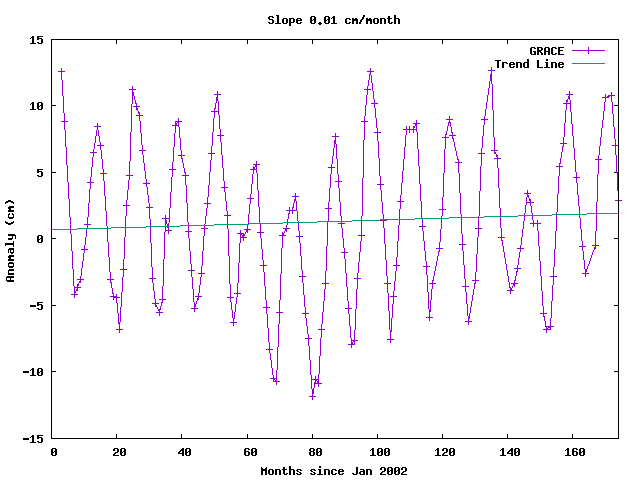 Slope 0.01 cm/month
GRACE
Trend Line
15
10
5
0
-5
-10
-15
Anomaly (cm)
0 20 40 60 80 100 120 140 160
Months since Jan 2002